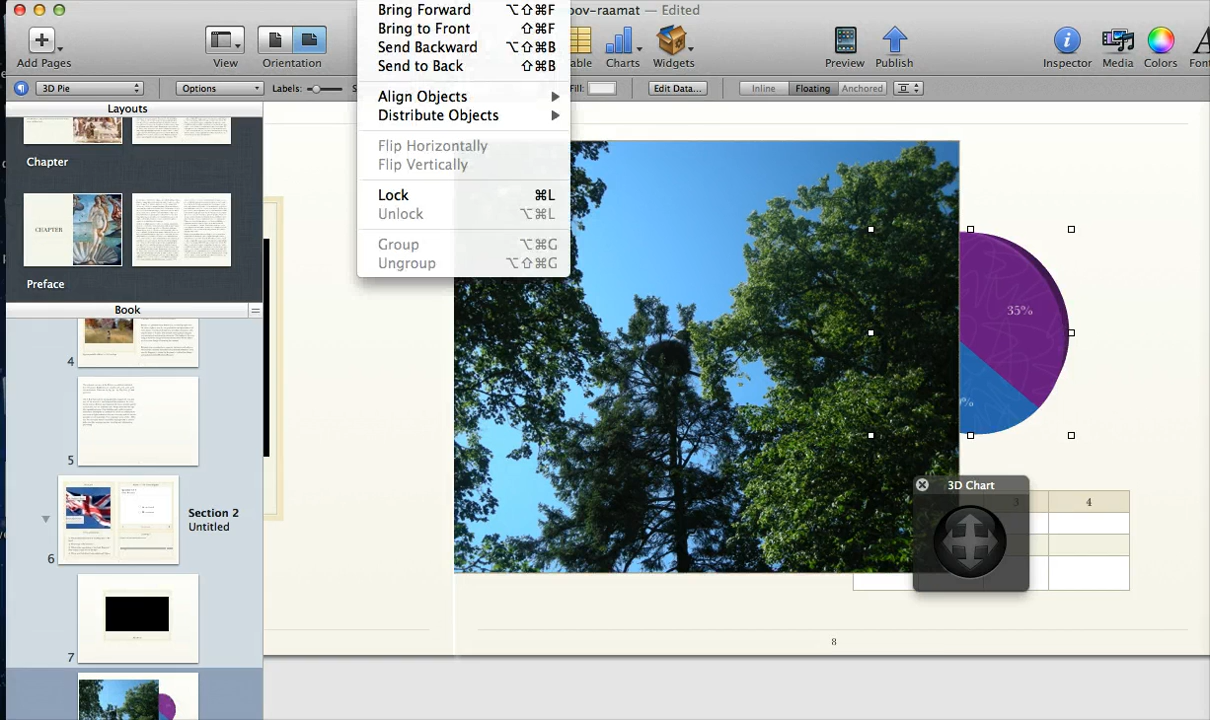 oov-raamat — Edited
Bring Forward ⌥⇧⌘F
Bring to Front ⇧⌘F
Send Backward ⌥⇧⌘B
Send to Back ⇧⌘B
Align Objects
Distribute Objects
Flip Horizontally
Flip Vertically
Lock ⌘L
Unlock ⌥⌘L
Group ⌥⌘G
Ungroup ⌥⇧⌘G
Add Pages
View
Orientation
Charts
Widgets
Preview
Publish
Inspector
Media
Colors
3D Pie
Options
Labels:
Fill:
Edit Data...
Inline
Floating
Anchored
Layouts
Chapter
CHAPTER
Preface
Book
4
5
Section 2
Untitled
6
7
35%
3D Chart
3
4
8